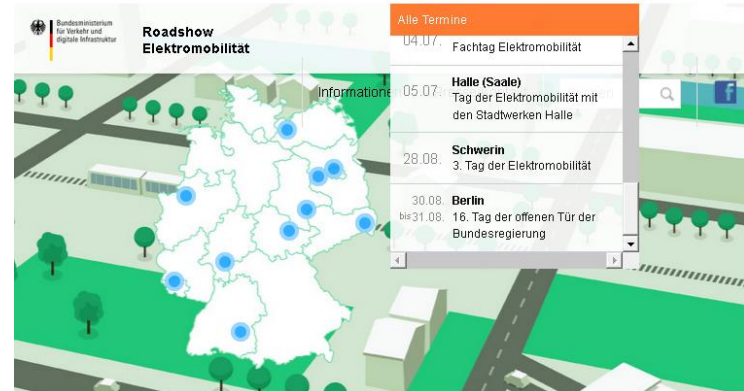 Bundesministerium
für Verkehr und
digitale Infrastruktur
Roadshow
Elektromobilität
Alle Termine
04.07. Fachtag Elektromobilität
05.07. Halle (Saale)
Tag der Elektromobilität mit
den Stadtwerken Halle
28.08. Schwerin
3. Tag der Elektromobilität
30.08. Berlin
bis 31.08. 16. Tag der offenen Tür der
Bundesregierung
Informatione
f